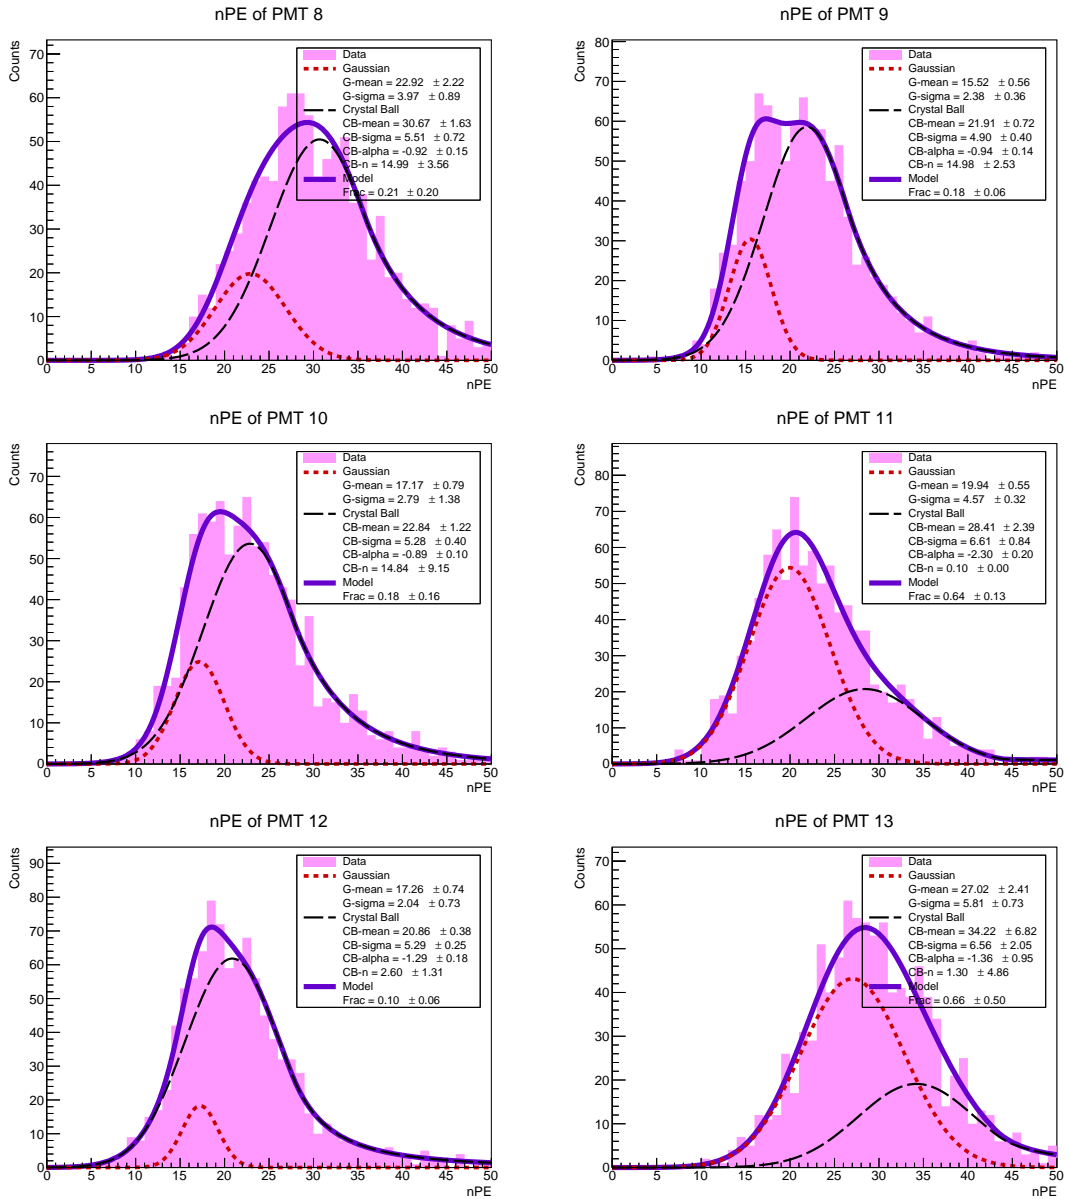 nPE of PMT 8
Counts
70
60
50
40
30
20
10
0
0 5 10 15 20 25 30 35 40 45 50
nPE
Data
Gaussian
G-mean = 22.92 ± 2.22
G-sigma = 3.97 ± 0.89
Crystal Ball
CB-mean = 30.67 ± 1.63
CB-sigma = 5.51 ± 0.72
CB-alpha = -0.92 ± 0.15
CB-n = 14.99 ± 3.56
Model
Frac = 0.21 ± 0.20
nPE of PMT 9
Counts
80
70
60
50
40
30
20
10
0
0 5 10 15 20 25 30 35 40 45 50
nPE
Data
Gaussian
G-mean = 15.52 ± 0.56
G-sigma = 2.38 ± 0.36
Crystal Ball
CB-mean = 21.91 ± 0.72
CB-sigma = 4.90 ± 0.40
CB-alpha = -0.94 ± 0.14
CB-n = 14.98 ± 2.53
Model
Frac = 0.18 ± 0.06
nPE of PMT 10
Counts
70
60
50
40
30
20
10
0
0 5 10 15 20 25 30 35 40 45 50
nPE
Data
Gaussian
G-mean = 17.17 ± 0.79
G-sigma = 2.79 ± 1.38
Crystal Ball
CB-mean = 22.84 ± 1.22
CB-sigma = 5.28 ± 0.40
CB-alpha = -0.89 ± 0.10
CB-n = 14.84 ± 9.15
Model
Frac = 0.18 ± 0.16
nPE of PMT 11
Counts
80
70
60
50
40
30
20
10
0
0 5 10 15 20 25 30 35 40 45 50
nPE
Data
Gaussian
G-mean = 19.94 ± 0.55
G-sigma = 4.57 ± 0.32
Crystal Ball
CB-mean = 28.41 ± 2.39
CB-sigma = 6.61 ± 0.84
CB-alpha = -2.30 ± 0.20
CB-n = 0.10 ± 0.00
Model
Frac = 0.64 ± 0.13
nPE of PMT 12
Counts
90
80
70
60
50
40
30
20
10
0
0 5 10 15 20 25 30 35 40 45 50
nPE
Data
Gaussian
G-mean = 17.26 ± 0.74
G-sigma = 2.04 ± 0.73
Crystal Ball
CB-mean = 20.86 ± 0.38
CB-sigma = 5.29 ± 0.25
CB-alpha = -1.29 ± 0.18
CB-n = 2.60 ± 1.31
Model
Frac = 0.10 ± 0.06
nPE of PMT 13
Counts
70
60
50
40
30
20
10
0
0 5 10 15 20 25 30 35 40 45 50
nPE
Data
Gaussian
G-mean = 27.02 ± 2.41
G-sigma = 5.81 ± 0.73
Crystal Ball
CB-mean = 34.22 ± 6.82
CB-sigma = 6.56 ± 2.05
CB-alpha = -1.36 ± 0.95
CB-n = 1.30 ± 4.86
Model
Frac = 0.66 ± 0.50